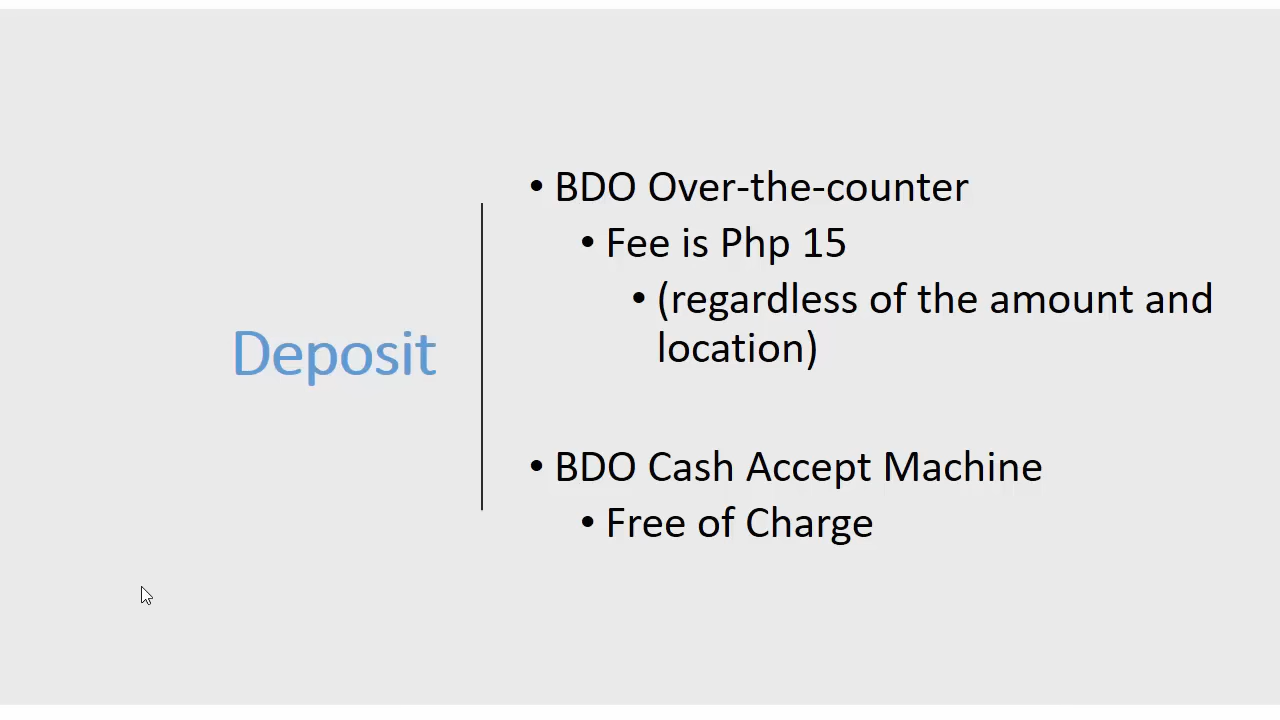 Deposit
• BDO Over-the-counter
• Fee is Php 15
• (regardless of the amount and
location)
• BDO Cash Accept Machine
• Free of Charge